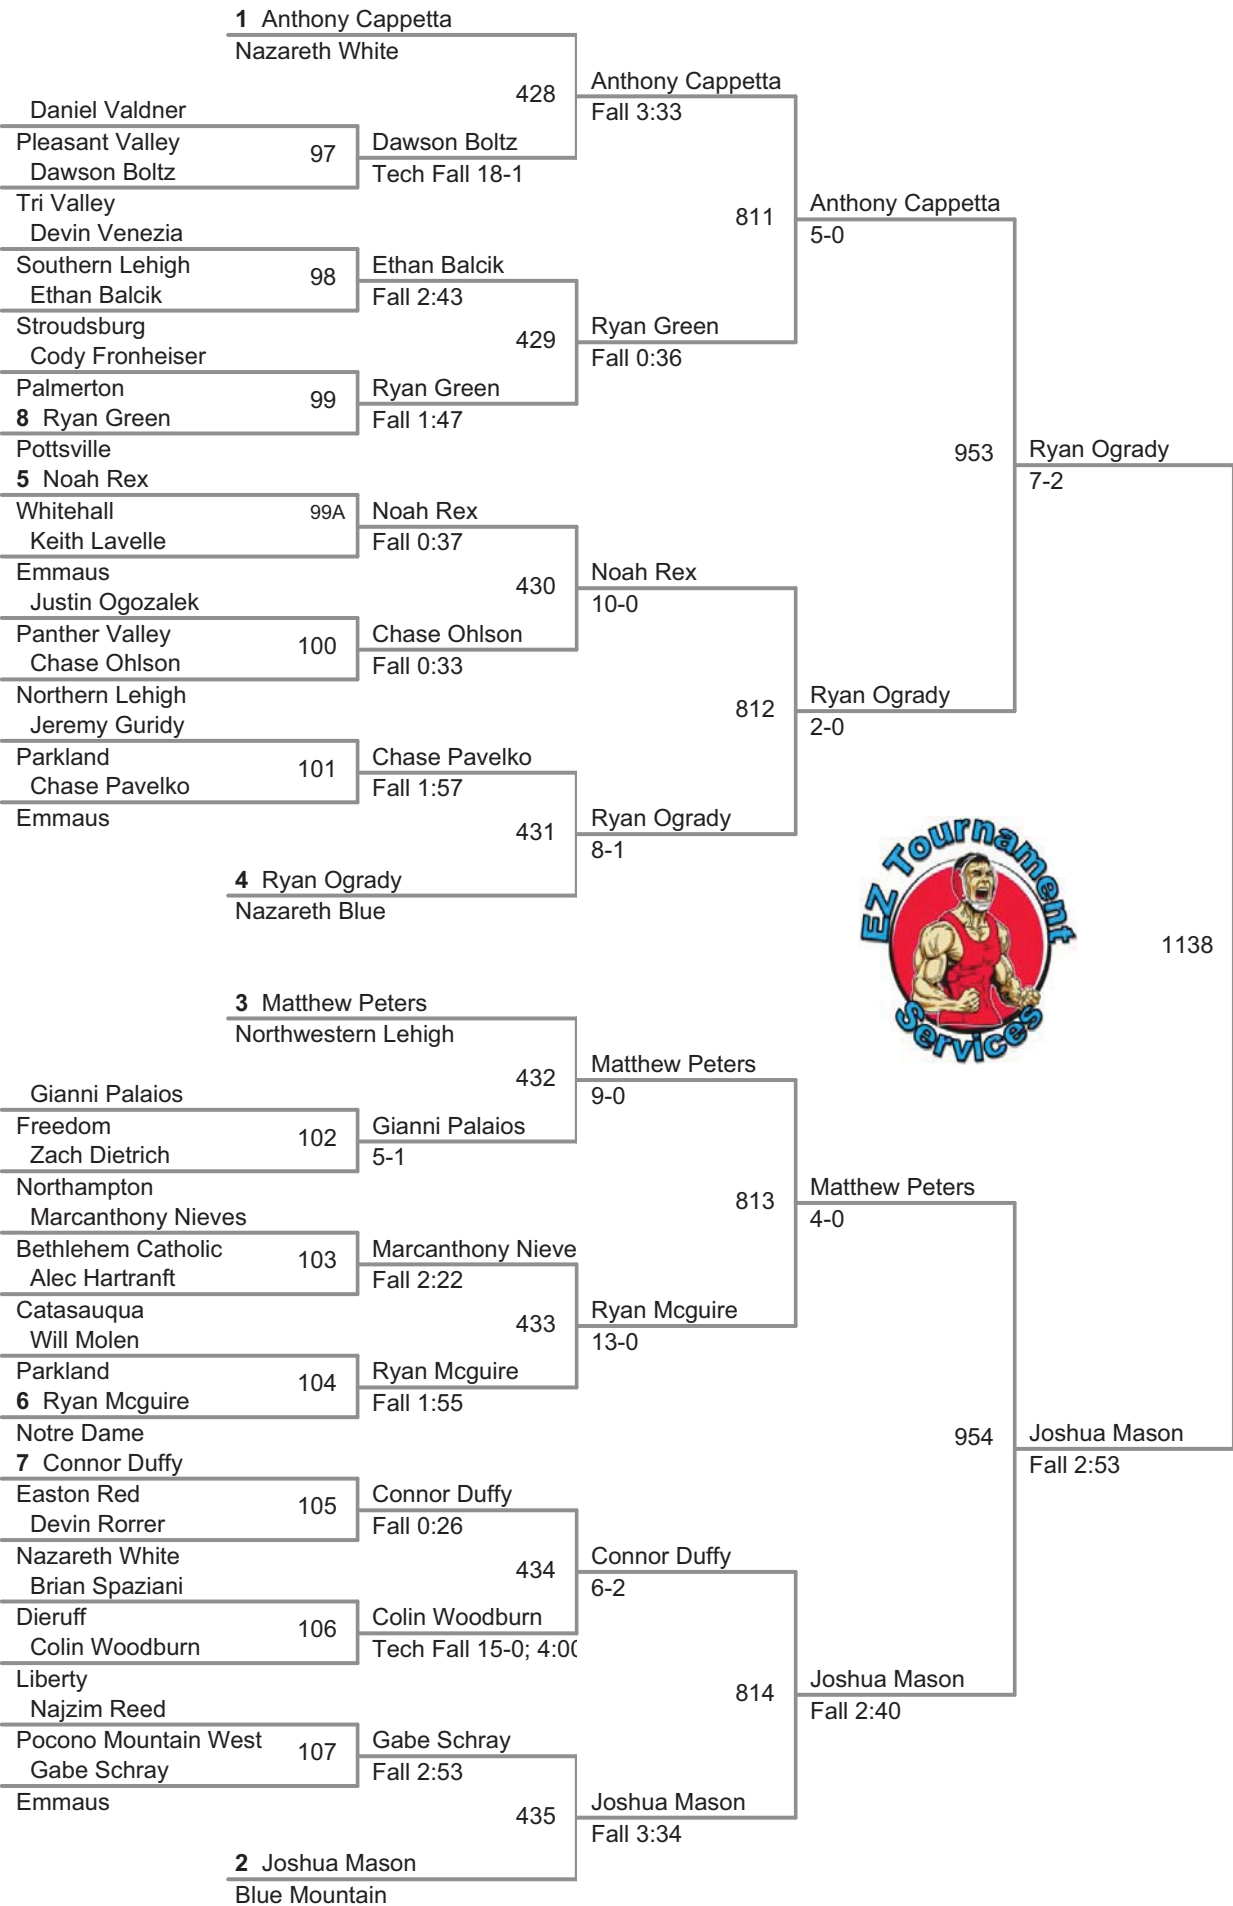 1 Anthony Cappetta
Nazareth White
428
Anthony Cappetta
Fall 3:33
Daniel Valdner
Pleasant Valley
97
Dawson Boltz
Dawson Boltz
Tech Fall 18-1
Tri Valley
811
Anthony Cappetta
5-0
Devin Venezia
Southern Lehigh
98
Ethan Balcik
Ethan Balcik
Fall 2:43
Stroudsburg
429
Ryan Green
Fall 0:36
Cody Fronheiser
Palmerton
99
Ryan Green
8 Ryan Green
Fall 1:47
Pottsville
953
Ryan Ogrady
7-2
5 Noah Rex
Whitehall
99A
Noah Rex
Keith Lavelle
Fall 0:37
Emmaus
430
Noah Rex
10-0
Justin Ogozalek
Panther Valley
100
Chase Ohlson
Chase Ohlson
Fall 0:33
Northern Lehigh
812
Ryan Ogrady
2-0
Jeremy Guridy
Parkland
101
Chase Pavelko
Chase Pavelko
Fall 1:57
Emmaus
431
Ryan Ogrady
8-1
4 Ryan Ogrady
Nazareth Blue
EZ Tournament
Services
1138
3 Matthew Peters
Northwestern Lehigh
432
Matthew Peters
9-0
Gianni Palaios
Freedom
102
Gianni Palaios
Zach Dietrich
5-1
Northampton
813
Matthew Peters
4-0
Marcanthony Nieves
Bethlehem Catholic
103
Marcanthony Nieve
Alec Hartranft
Fall 2:22
Catasauqua
433
Ryan Mcguire
13-0
Will Molen
Parkland
104
Ryan Mcguire
6 Ryan Mcguire
Fall 1:55
Notre Dame
954
Joshua Mason
Fall 2:53
7 Connor Duffy
Easton Red
105
Connor Duffy
Devin Rorrer
Fall 0:26
Nazareth White
434
Connor Duffy
6-2
Brian Spaziani
Dieruff
106
Colin Woodburn
Colin Woodburn
Tech Fall 15-0; 4:00
Liberty
814
Joshua Mason
Fall 2:40
Najzim Reed
Pocono Mountain West
107
Gabe Schray
Gabe Schray
Fall 2:53
Emmaus
435
Joshua Mason
Fall 3:34
2 Joshua Mason
Blue Mountain